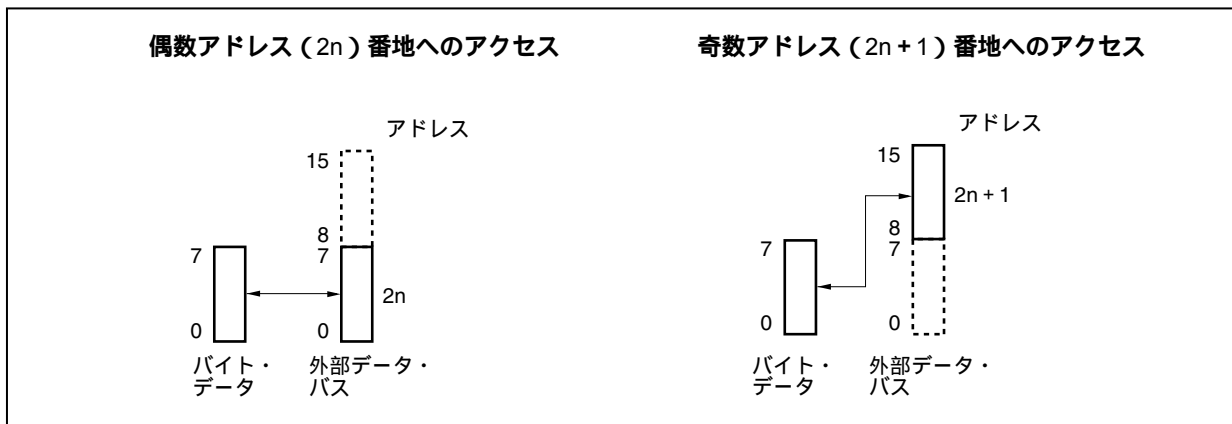 偶数アドレス（2n）番地へのアクセス
アドレス
15
8
7
7
2n
0
0
バイト・
データ
外部データ・
バス
奇数アドレス（2n＋1）番地へのアクセス
アドレス
15
2n＋1
8
7
7
0
0
バイト・
データ
外部データ・
バス